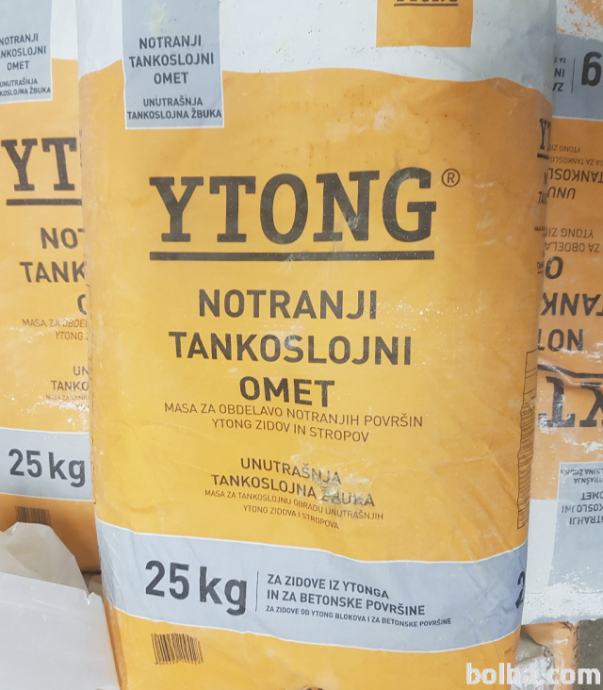 NOTRANJI
TANKOSLOJNI
OMET
UNUTRAŠNJA
TANKOSLOJNA ŽBUKA
YTONG®
NOTRANJI
TANKOSLOJNI
OMET
MASA ZA OBDELAVO NOTRANJIH POVRŠIN
YTONG ZIDOV IN STROPOV
UNUTRAŠNJA
TANKOSLOJNA ŽBUKA
MASA ZA TANKOSLOJNU OBRADU UNUTRAŠNJIH
YTONG ZIDOVA I STROPOVA
25 kg
ZA ZIDOVE IZ YTONGA
IN ZA BETONSKE POVRŠINE
ZA ZIDOVE OD YTONG BLOKOVA I ZA BETONSKE POVRŠINE
NOTRANJI
OMET
25 kg
bolha.com